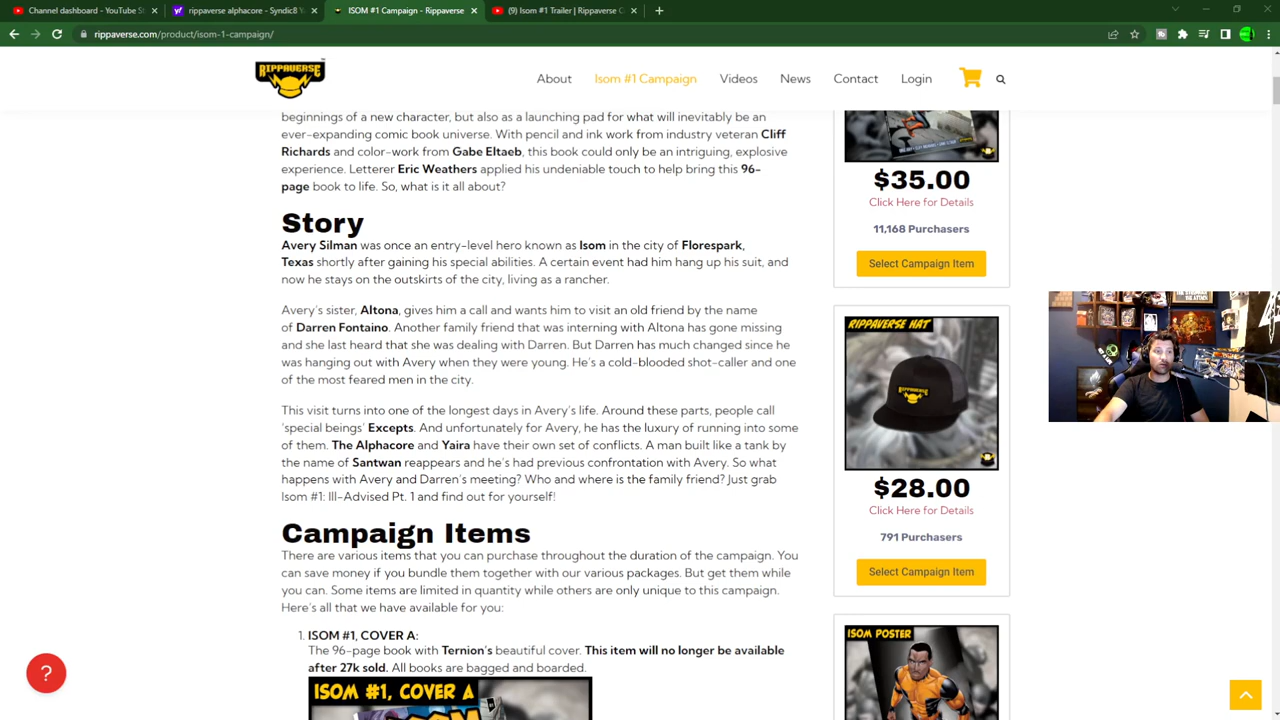 Channel dashboard - YouTube S
rippaverse alphacore - Syndic8 Y
ISOM #1 Campaign - Rippaverse
(9) Isom #1 Trailer | Rippaverse C
rippaverse.com/product/isom-1-campaign/
RIPPAVERSE
About
Isom #1 Campaign
Videos
News
Contact
Login
beginnings of a new character, but also as a launching pad for what will inevitably be an
ever-expanding comic book universe. With pencil and ink work from industry veteran Cliff
Richards and color-work from Gabe Eltaeb, this book could only be an intriguing, explosive
experience. Letterer Eric Weathers applied his undeniable touch to help bring this 96-
page book to life. So, what is it all about?
Story
Avery Silman was once an entry-level hero known as Isom in the city of Florespark,
Texas shortly after gaining his special abilities. A certain event had him hang up his suit, and
now he stays on the outskirts of the city, living as a rancher.
Avery's sister, Altona, gives him a call and wants him to visit an old friend by the name
of Darren Fontaino. Another family friend that was interning with Altona has gone missing
and she last heard that she was dealing with Darren. But Darren has much changed since he
was hanging out with Avery when they were young. He's a cold-blooded shot-caller and one
of the most feared men in the city.
This visit turns into one of the longest days in Avery's life. Around these parts, people call
'special beings' Excepts. And unfortunately for Avery, he has the luxury of running into some
of them. The Alphacore and Yaira have their own set of conflicts. A man built like a tank by
the name of Santwan reappears and he's had previous confrontation with Avery. So what
happens with Avery and Darren's meeting? Who and where is the family friend? Just grab
Isom #1: Ill-Advised Pt. 1 and find out for yourself!
Campaign Items
There are various items that you can purchase throughout the duration of the campaign. You
can save money if you bundle them together with our various packages. But get them while
you can. Some items are limited in quantity while others are only unique to this campaign.
Here's all that we have available for you:
1. ISOM #1, COVER A:
The 96-page book with Ternion's beautiful cover. This item will no longer be available
after 27k sold. All books are bagged and boarded.
ISOM #1, COVER A
$35.00
Click Here for Details
11,168 Purchasers
Select Campaign Item
RIPPAVERSE HAT
RIPPAVERSE
$28.00
Click Here for Details
791 Purchasers
Select Campaign Item
ISOM POSTER
?